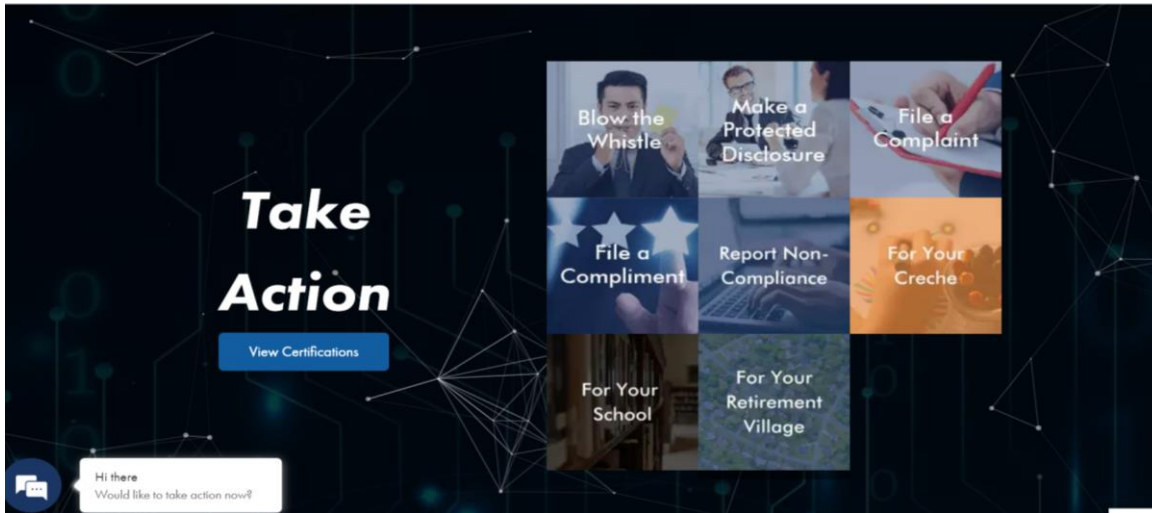 Take
Action
View Certifications
Blow the
Whistle
Make a
Protected
Disclosure
File a
Complaint
File a
Compliment
Report Non-
Compliance
For Your
Creche
For Your
School
For Your
Retirement
Village
Hi there
Would like to take action now?